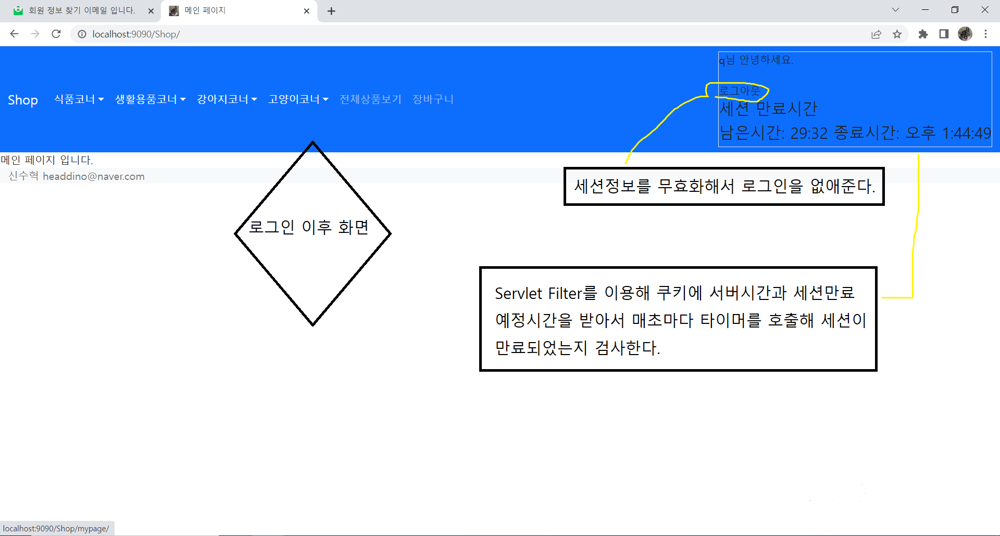 회원 정보 찾기 이메일 입니다.
메인 페이지
localhost:9090/Shop/
q님 안녕하세요.
로그아웃
Shop 식품코너 생활용품코너 강아지코너 고양이코너 전체상품보기 장바구니
세션 만료시간
남은시간: 29:32 종료시간: 오후 1:44:49
메인 페이지 입니다.
신수혁 headdino@naver.com
세션정보를 무효화해서 로그인을 없애준다.
로그인 이후 화면
Servlet Filter를 이용해 쿠키에 서버시간과 세션만료
예정시간을 받아서 매초마다 타이머를 호출해 세션이
만료되었는지 검사한다.
localhost:9090/Shop/mypage/